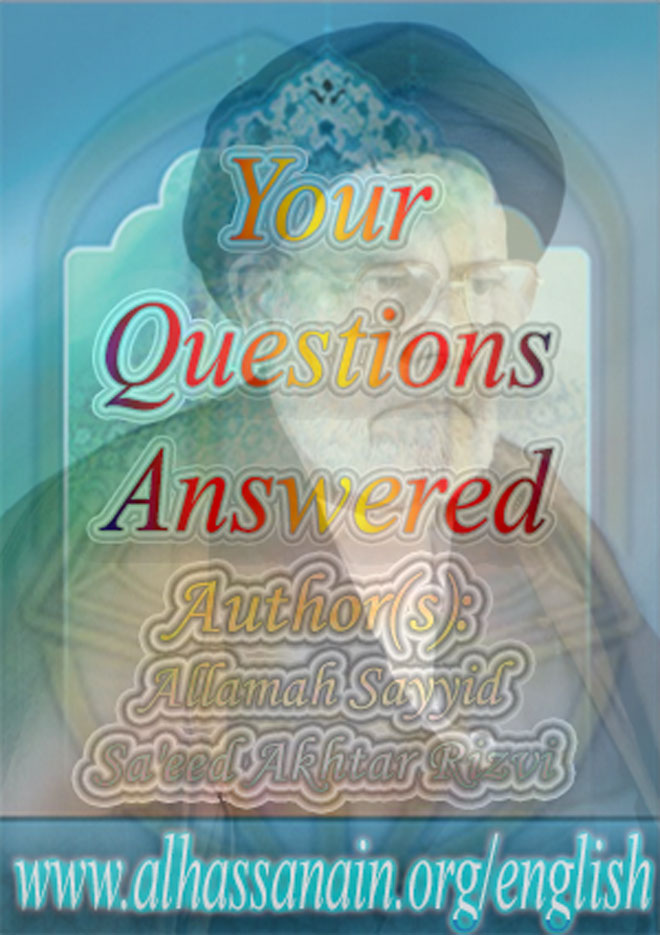 Your
Questions
Answered
Author(s):
Allamah Sayyid
Sa'eed Akhtar Rizvi
www.alhassanain.org/english